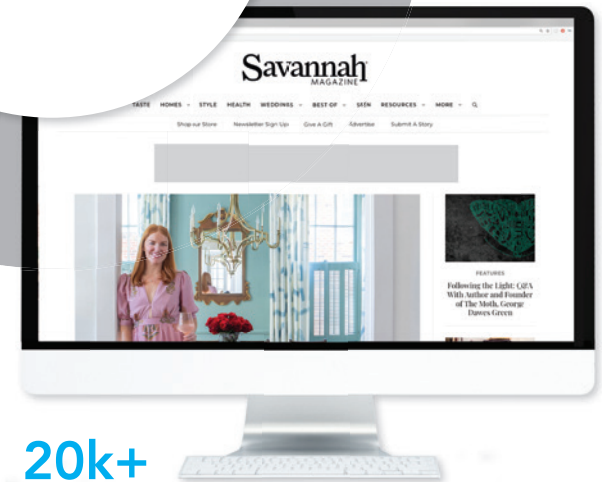 Savannah
MAGAZINE
TASTE HOMES STYLE HEALTH WEDDINGS BEST OF SEEN RESOURCES MORE
Shop our Store Newsletter Sign Up Give A Gift Advertise Submit A Story
FEATURES
Following the Light: Q&A
With Author and Founder
of The Moth, George
Dawes Green
20k+